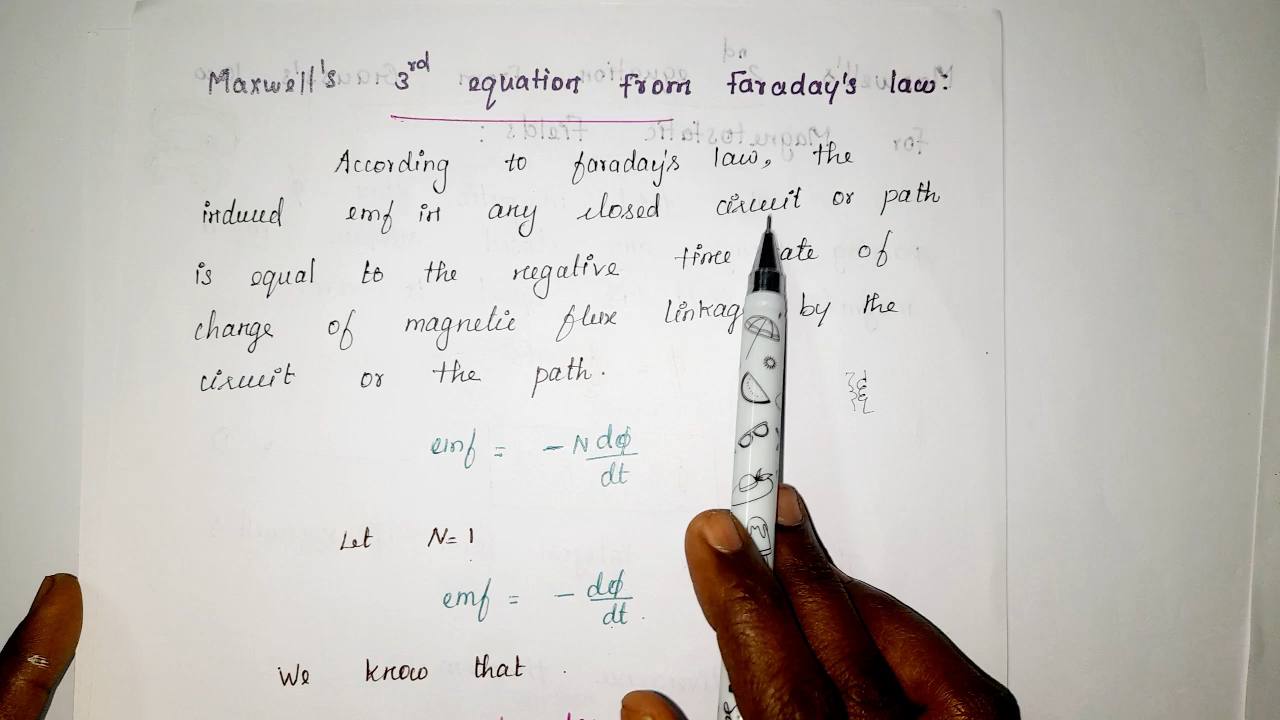 Maxwell's 3rd equation from Faraday's law:
According to faraday's law, the
induced emf in any closed circuit or path
is equal to the negative time rate of
change of magnetic flux linkage by the
circuit or the path.
emf = - N dφ/dt
Let N = 1
emf = - dφ/dt
We know that